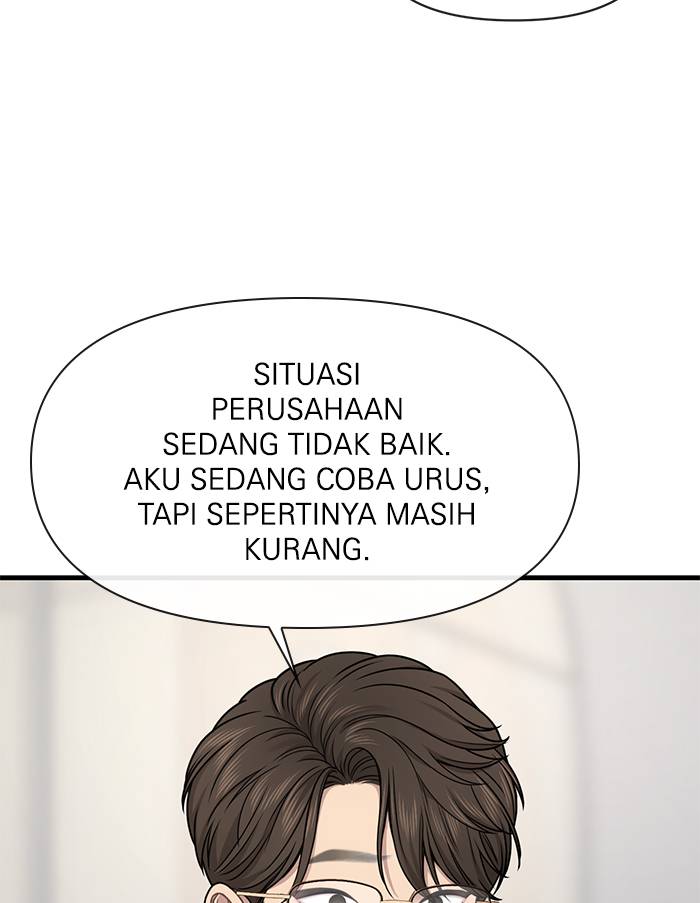 SITUASI
PERUSAHAAN
SEDANG TIDAK BAIK.
AKU SEDANG COBA URUS,
TAPI SEPERTINYA MASIH
KURANG.